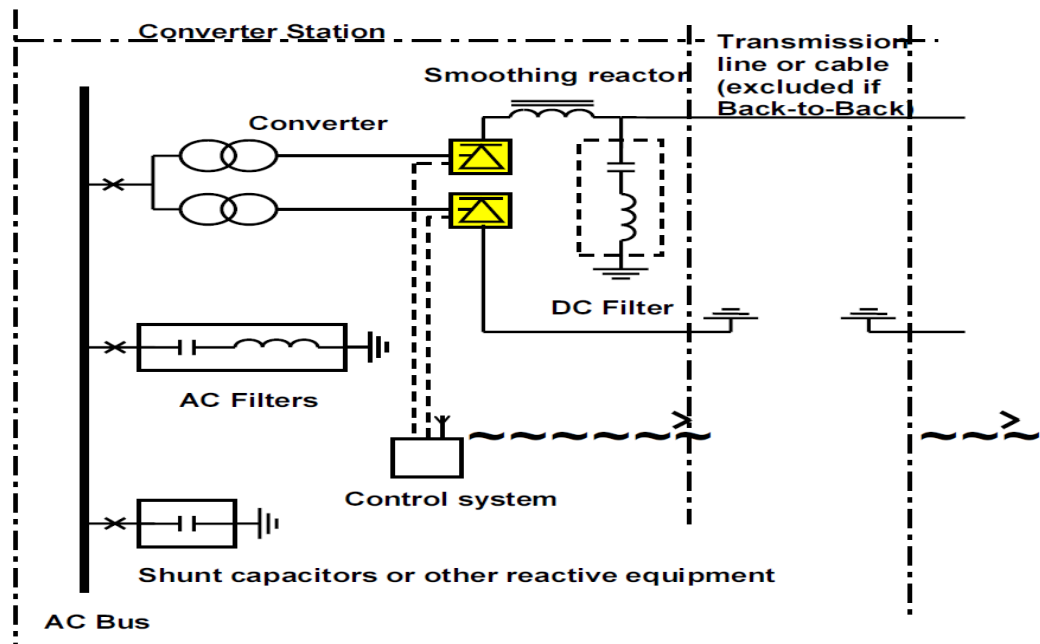 Converter Station
Transmission
line or cable
(excluded if
Back-to-Back)
Smoothing reactor
Converter
DC Filter
AC Filters
Control system
Shunt capacitors or other reactive equipment
AC Bus